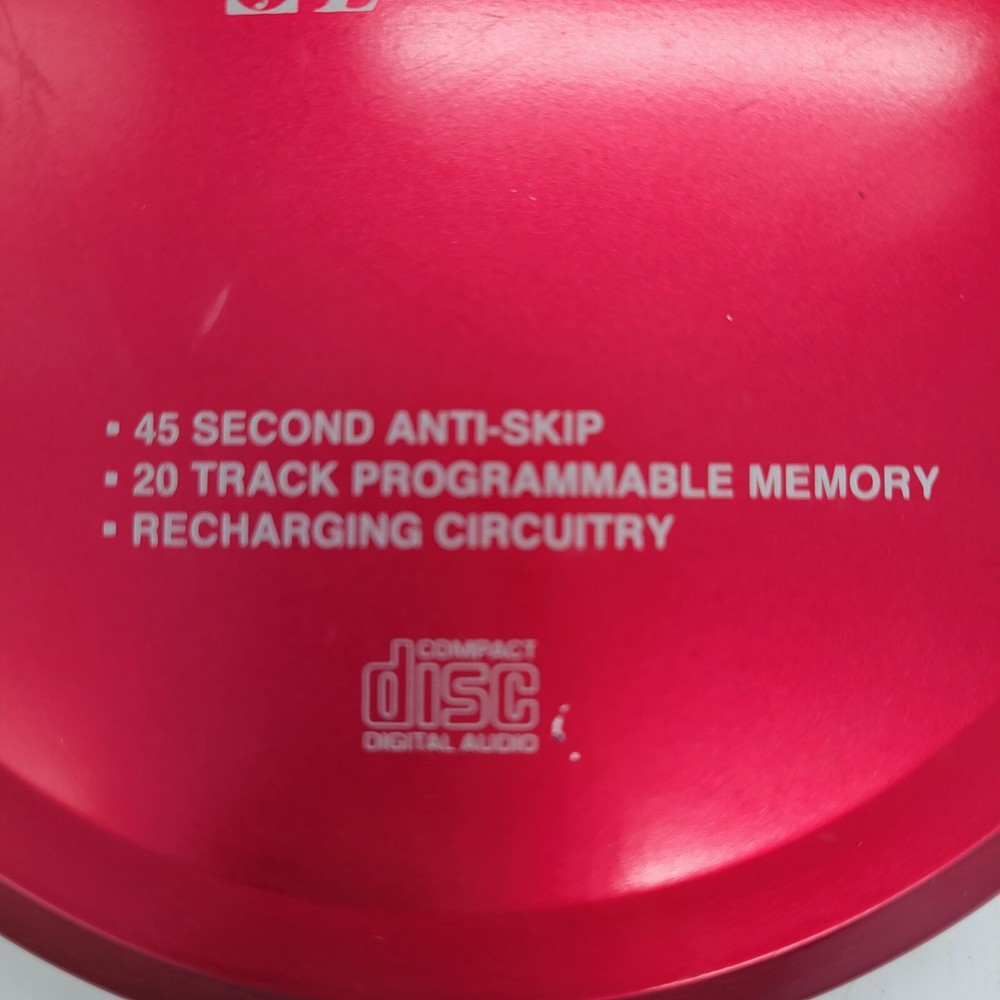 ▪ 45 SECOND ANTI-SKIP
▪ 20 TRACK PROGRAMMABLE MEMORY
▪ RECHARGING CIRCUITRY
COMPACT
disc
DIGITAL AUDIO